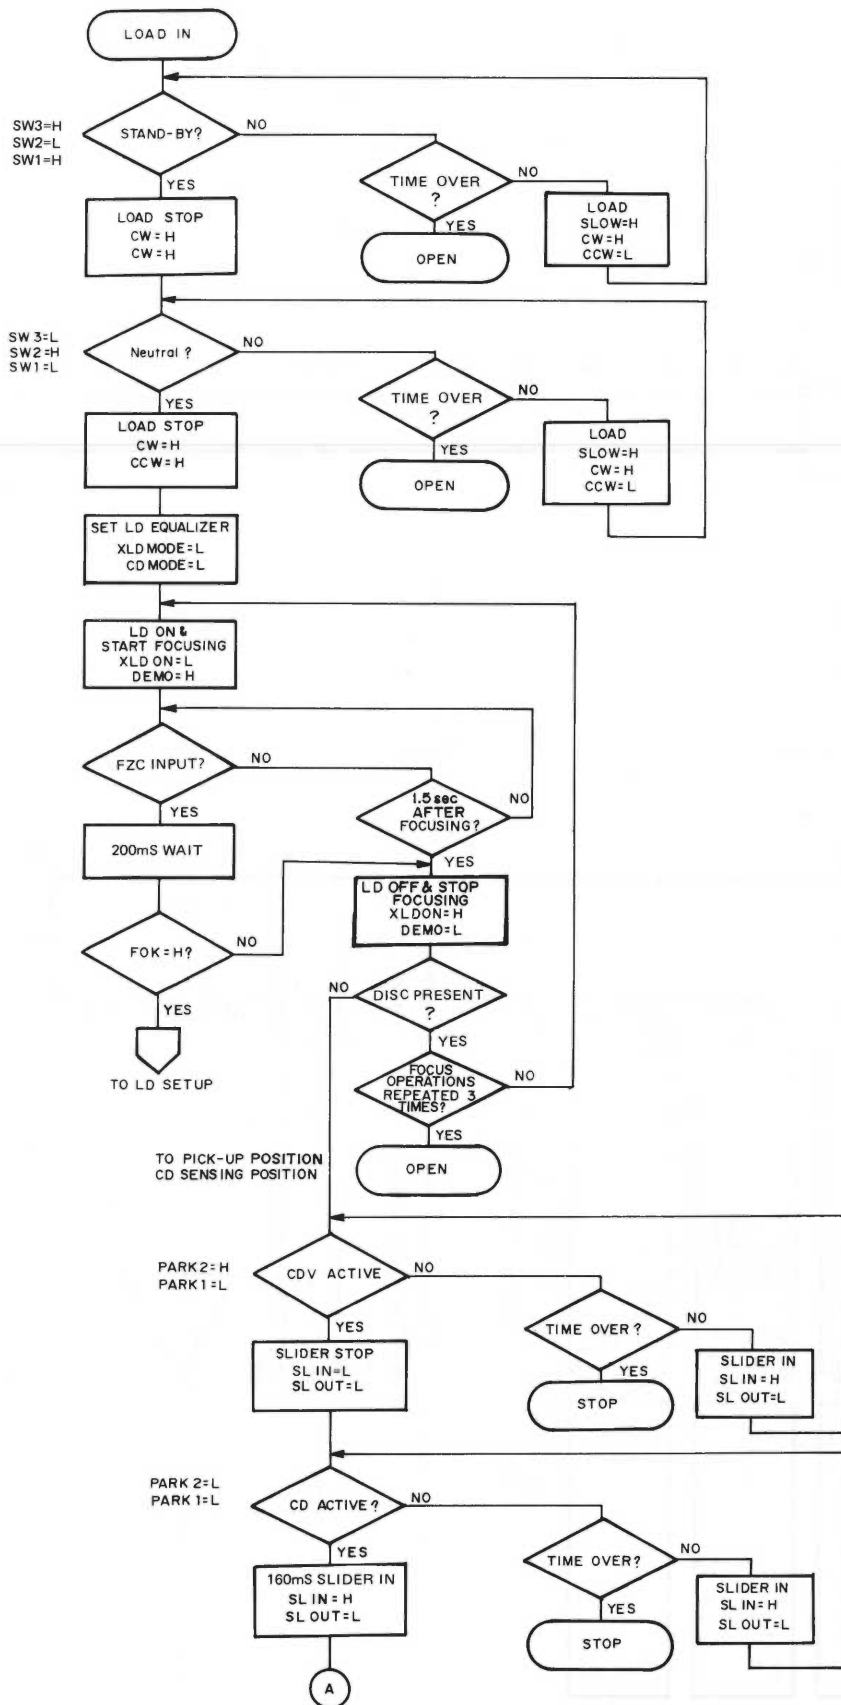 LOAD IN
SW3=H
SW2=L
SW1=H
STAND-BY?
NO
YES
TIME OVER
?
NO
YES
LOAD STOP
CW=H
CW=H
OPEN
LOAD
SLOW=H
CW=H
CCW=L
SW3=L
SW2=H
SW1=L
Neutral ?
NO
YES
TIME OVER
?
NO
YES
LOAD STOP
CW=H
CCW=H
OPEN
LOAD
SLOW=H
CW=H
CCW=L
SET LD EQUALIZER
XLD MODE=L
CD MODE=L
LD ON &
START FOCUSING
XLD ON=L
DEMO=H
FZC INPUT?
NO
YES
1.5sec
AFTER
FOCUSING?
NO
YES
200mS WAIT
LD OFF & STOP
FOCUSING
XLDON=H
DEMO=L
FOK=H?
NO
YES
TO LD SETUP
DISC PRESENT
?
NO
YES
FOCUS
OPERATIONS
REPEATED 3
TIMES?
NO
YES
OPEN
TO PICK-UP POSITION
CD SENSING POSITION
PARK2=H
PARK1=L
CDV ACTIVE
NO
YES
TIME OVER?
NO
YES
SLIDER STOP
SL IN=L
SL OUT=L
STOP
SLIDER IN
SL IN=H
SL OUT=L
PARK 2=L
PARK 1=L
CD ACTIVE?
NO
YES
TIME OVER?
NO
YES
160mS SLIDER IN
SL IN=H
SL OUT=L
STOP
SLIDER IN
SL IN=H
SL OUT=L
A